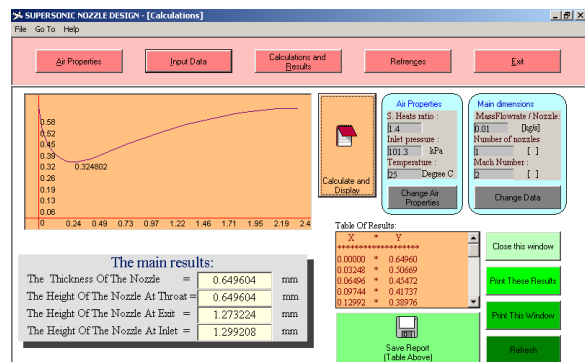 SUPERSONIC NOZZLE DESIGN - [Calculations]
File Go To Help
Air Properties
Input Data
Calculations and
Results
Refrences
Exit
0.58
0.52
0.45
0.39
0.32
0.26
0.19
0.13
0.06
0.324802
0 0.24 0.49 0.73 0.97 1.22 1.46 1.71 1.95 2.19 2.4
Calculate and
Display
Air Properties
S. Heats ratio :
1.4
Inlet pressure :
101.3 kPa
Temperature :
25 Degree C
Change Air
Properties
Main dimensions
MassFlowrate / Nozzle:
0.01 [kg/s]
Number of nozzles
1 [ ]
Mach Number :
2 [ ]
Change Data
The main results:
The Thickness Of The Nozzle = 0.649604 mm
The Height Of The Nozzle At Throat = 0.649604 mm
The Height Of The Nozzle At Exit = 1.273224 mm
The Height Of The Nozzle At Inlet = 1.299208 mm
Table Of Results:
X * Y
*******************
0.00000 * 0.64960
0.03248 * 0.50669
0.06496 * 0.45472
0.09744 * 0.41737
0.12992 * 0.38976
Save Report
(Table Above)
Close this window
Print These Results
Print This Window
Refresh